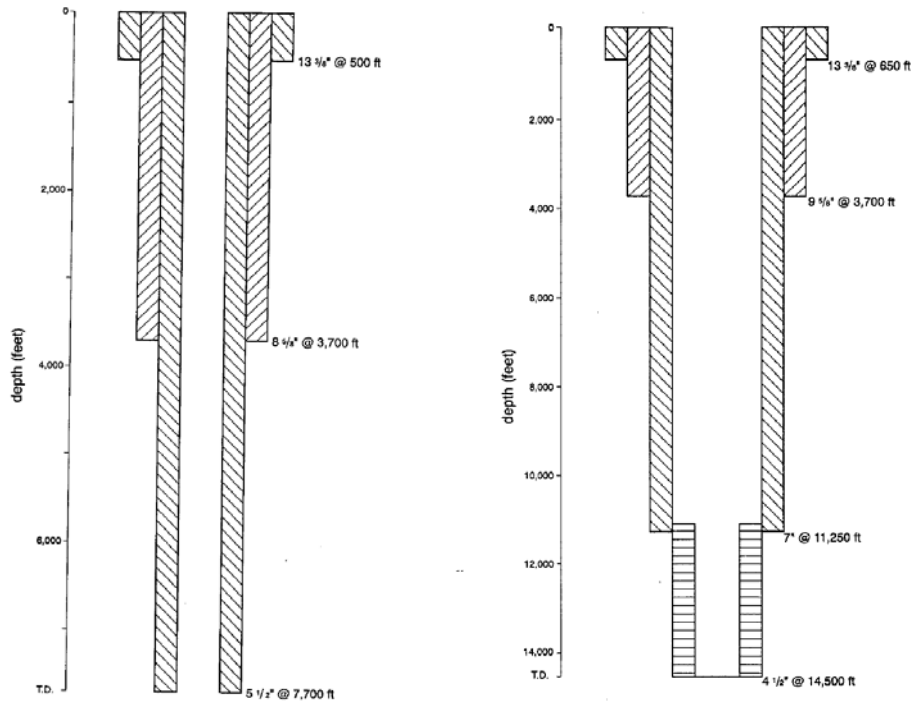 0
2,000
4,000
6,000
T.D.
depth (feet)
13 3/8" @ 500 ft
8 5/8" @ 3,700 ft
5 1/2" @ 7,700 ft
0
2,000
4,000
6,000
8,000
10,000
12,000
14,000
T.D.
depth (feet)
13 3/8" @ 650 ft
9 5/8" @ 3,700 ft
7" @ 11,250 ft
4 1/2" @ 14,500 ft